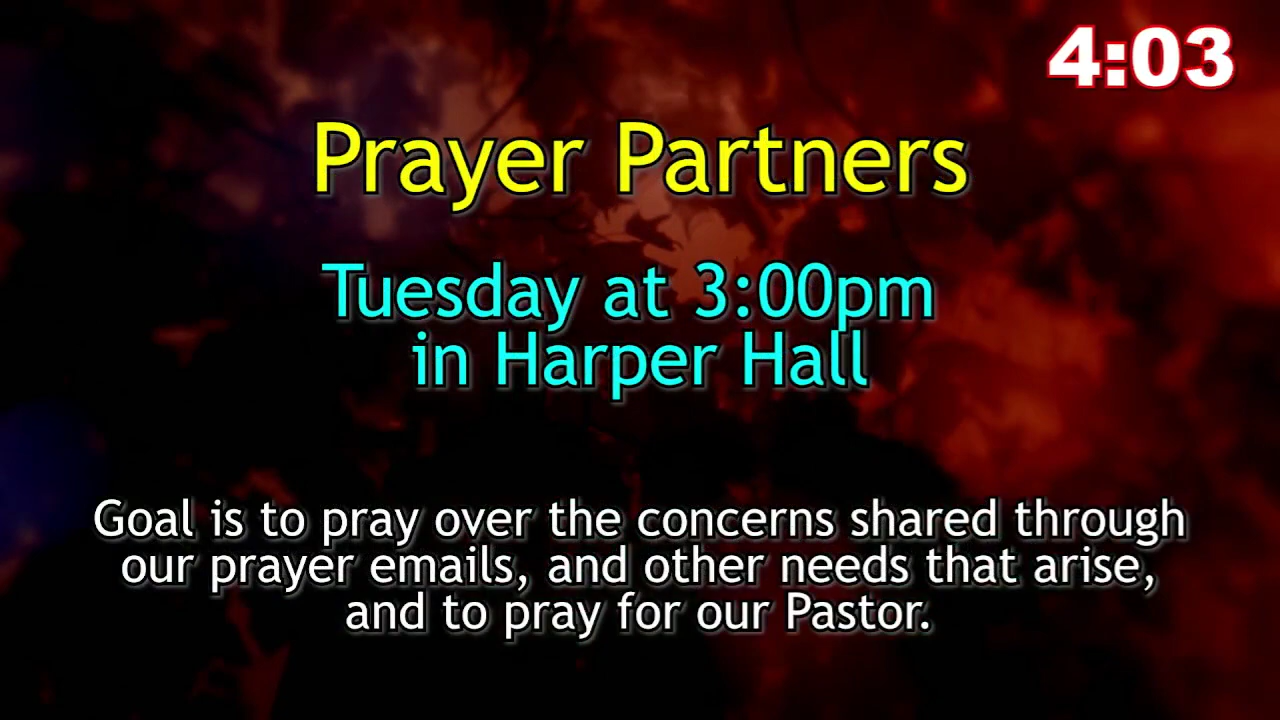 4:03
Prayer Partners
Tuesday at 3:00pm
in Harper Hall
Goal is to pray over the concerns shared through
our prayer emails, and other needs that arise,
and to pray for our Pastor.